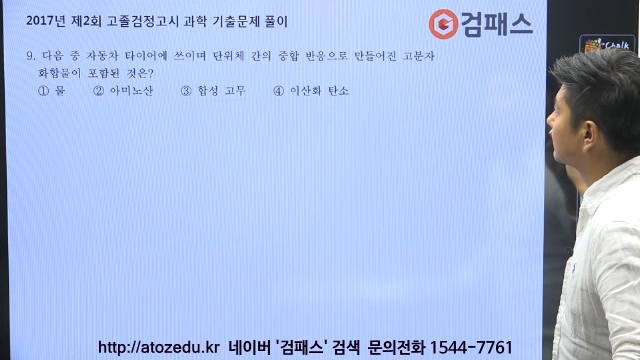 2017년 제2회 고졸검정고시 과학 기출문제 풀이
검패스
9. 다음 중 자동차 타이어에 쓰이며 단위체 간의 중합 반응으로 만들어진 고분자
화합물이 포함된 것은?
① 물 ② 아미노산 ③ 합성 고무 ④ 이산화 탄소
http://atozedu.kr 네이버 '검패스' 검색 문의전화 1544-7761